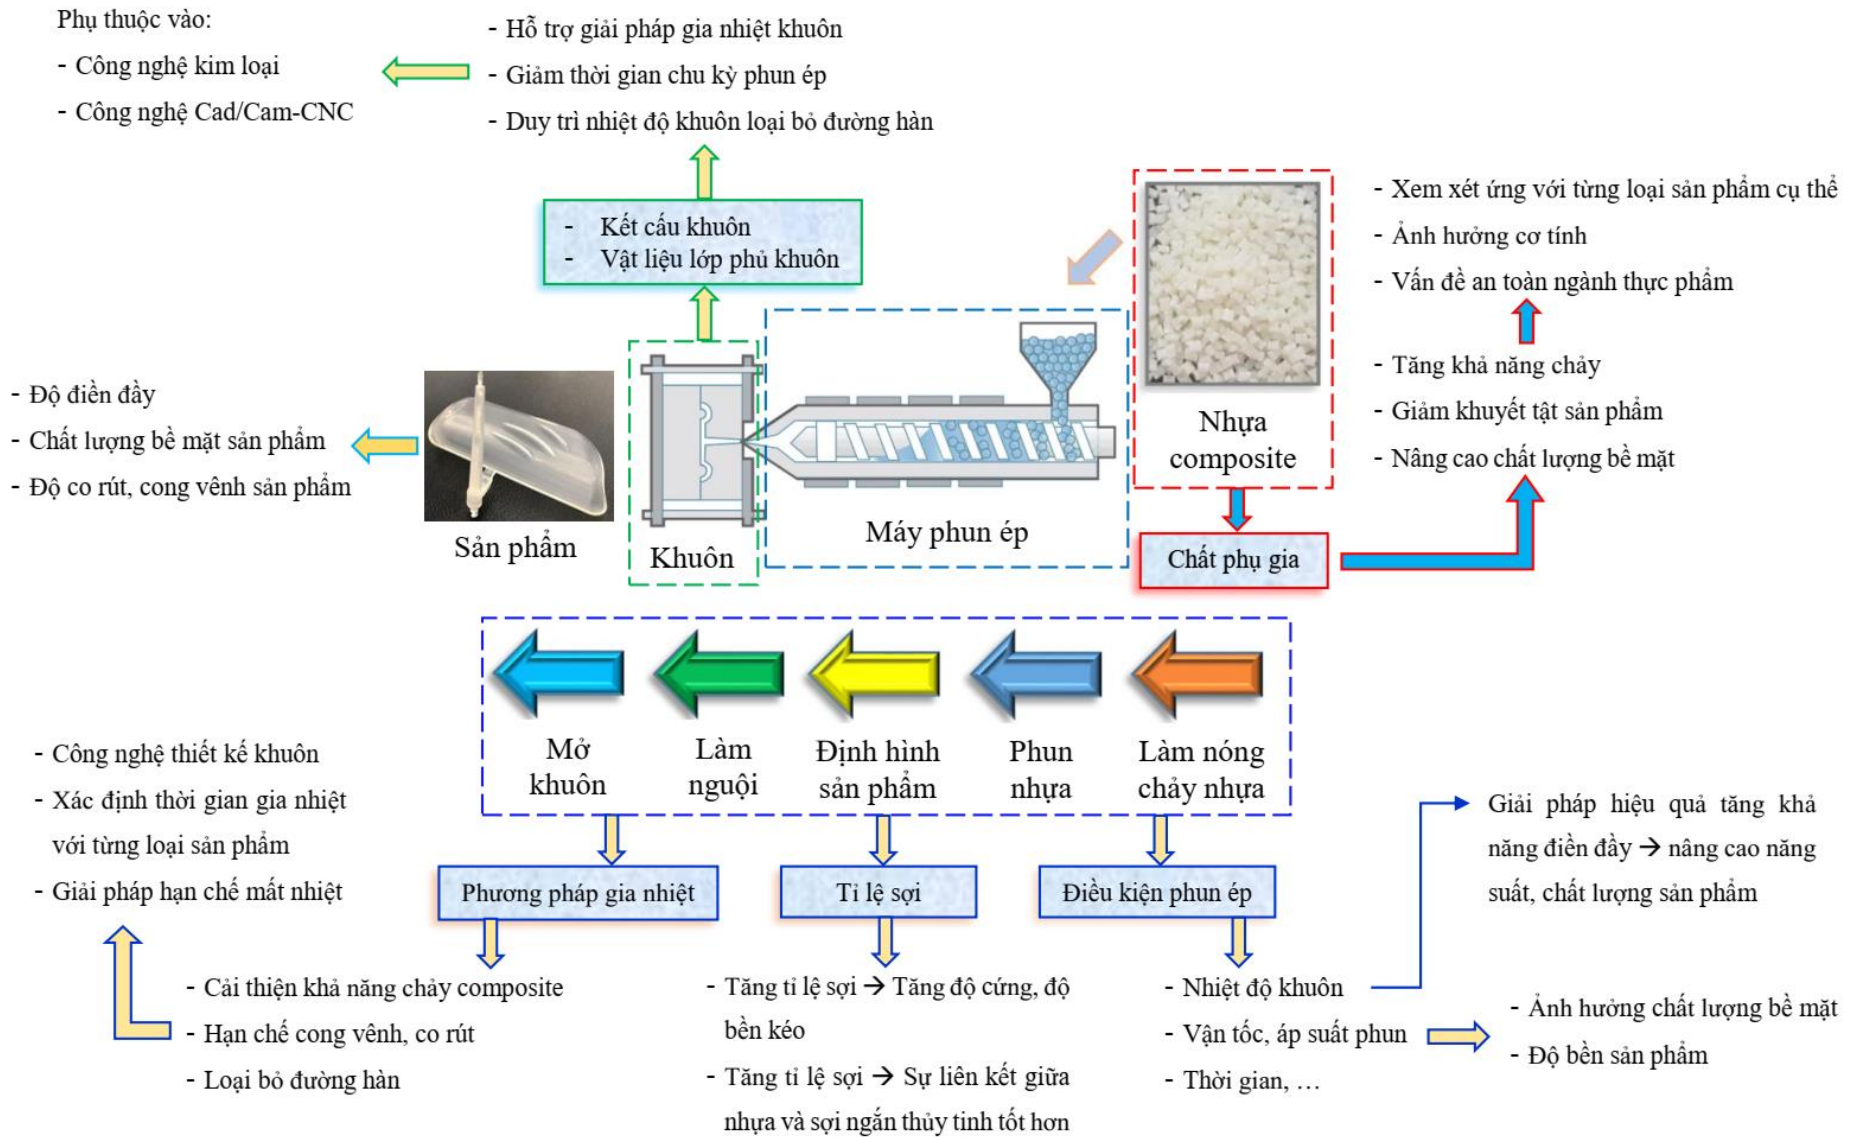 Phụ thuộc vào:
- Công nghệ kim loại
- Công nghệ Cad/Cam-CNC
- Hỗ trợ giải pháp gia nhiệt khuôn
- Giảm thời gian chu kỳ phun ép
- Duy trì nhiệt độ khuôn loại bỏ đường hàn
- Kết cấu khuôn
- Vật liệu lớp phủ khuôn
- Xem xét ứng với từng loại sản phẩm cụ thể
- Ảnh hưởng cơ tính
- Vấn đề an toàn ngành thực phẩm
- Tăng khả năng chảy
- Giảm khuyết tật sản phẩm
- Nâng cao chất lượng bề mặt
Nhựa
composite
Chất phụ gia
Máy phun ép
Khuôn
Sản phẩm
- Độ điền đầy
- Chất lượng bề mặt sản phẩm
- Độ co rút, cong vênh sản phẩm
Mở
khuôn
Làm
nguội
Định hình
sản phẩm
Phun
nhựa
Làm nóng
chảy nhựa
- Công nghệ thiết kế khuôn
- Xác định thời gian gia nhiệt
với từng loại sản phẩm
- Giải pháp hạn chế mất nhiệt
Phương pháp gia nhiệt
Tỉ lệ sợi
Điều kiện phun ép
Giải pháp hiệu quả tăng khả
năng điền đầy → nâng cao năng
suất, chất lượng sản phẩm
- Cải thiện khả năng chảy composite
- Hạn chế cong vênh, co rút
- Loại bỏ đường hàn
- Tăng tỉ lệ sợi → Tăng độ cứng, độ
bền kéo
- Tăng tỉ lệ sợi → Sự liên kết giữa
nhựa và sợi ngắn thủy tinh tốt hơn
- Nhiệt độ khuôn
- Vận tốc, áp suất phun
- Thời gian, …
- Ảnh hưởng chất lượng bề mặt
- Độ bền sản phẩm